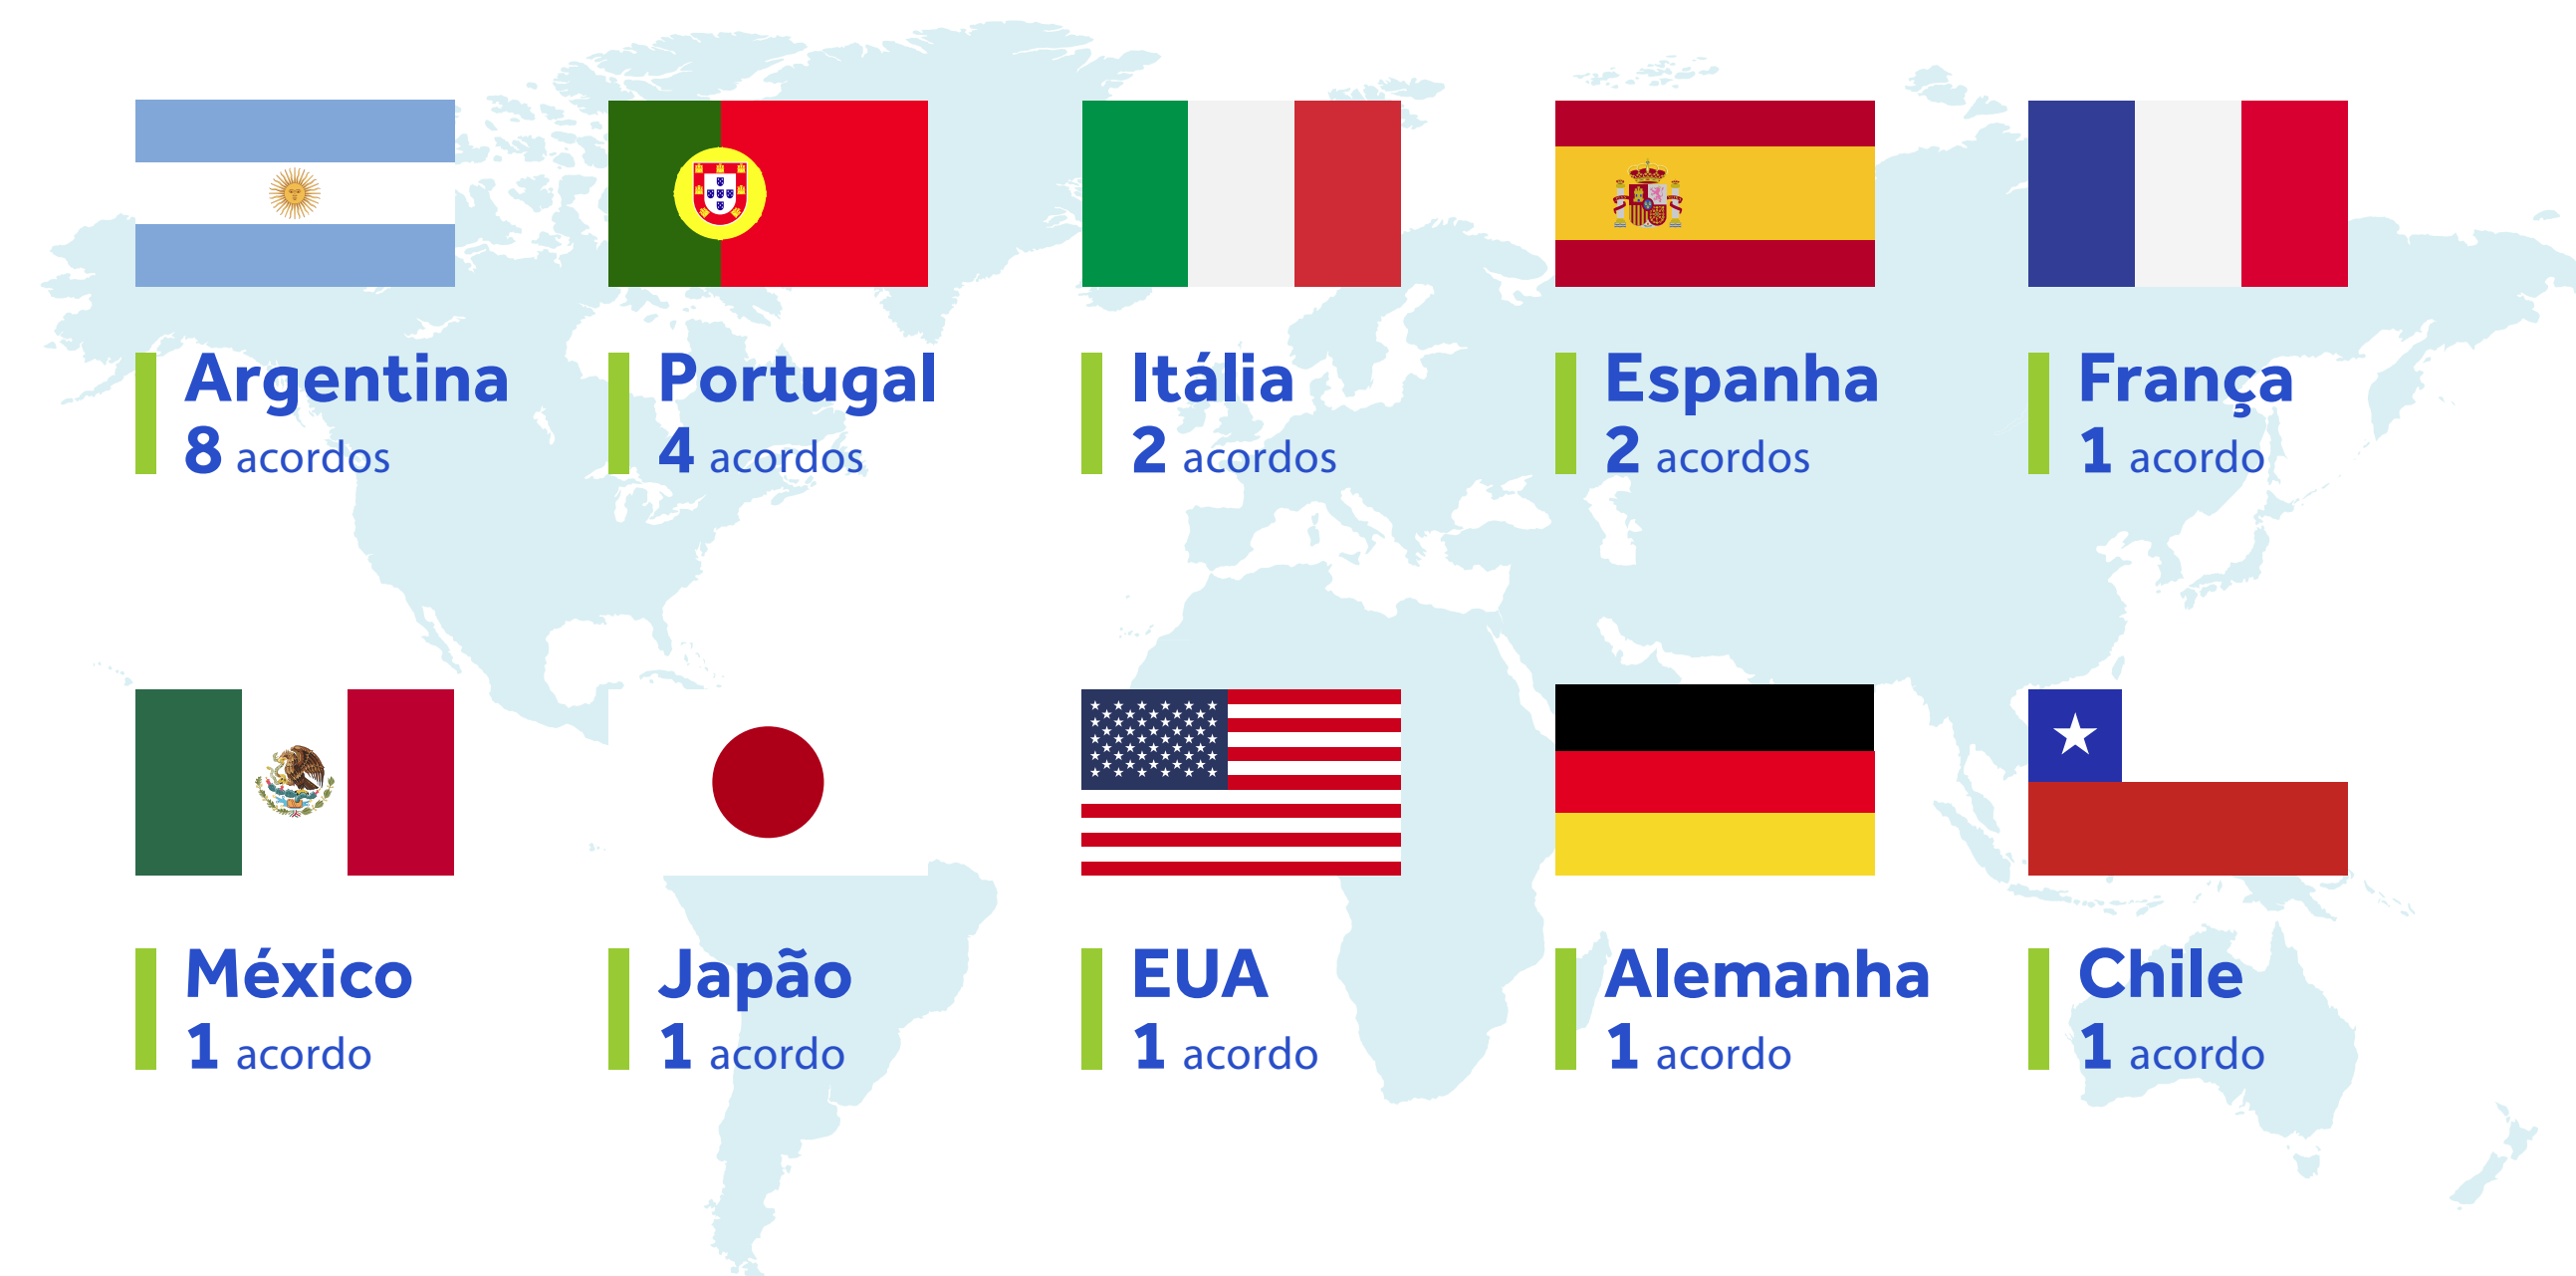 Argentina
8 acordos
Portugal
4 acordos
Itália
2 acordos
Espanha
2 acordos
França
1 acordo
México
1 acordo
Japão
1 acordo
EUA
1 acordo
Alemanha
1 acordo
Chile
1 acordo